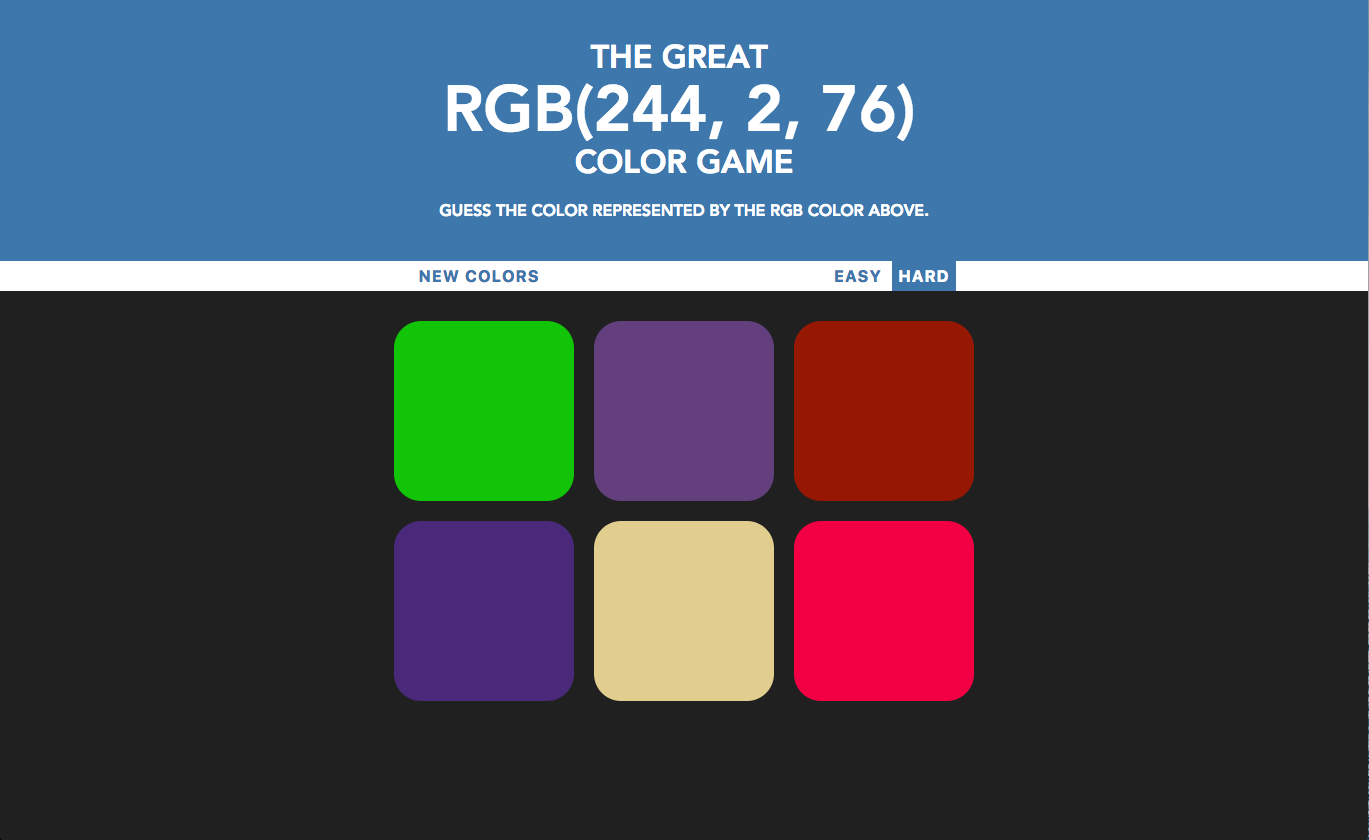 THE GREAT
RGB(244, 2, 76)
COLOR GAME
GUESS THE COLOR REPRESENTED BY THE RGB COLOR ABOVE.
NEW COLORS EASY HARD